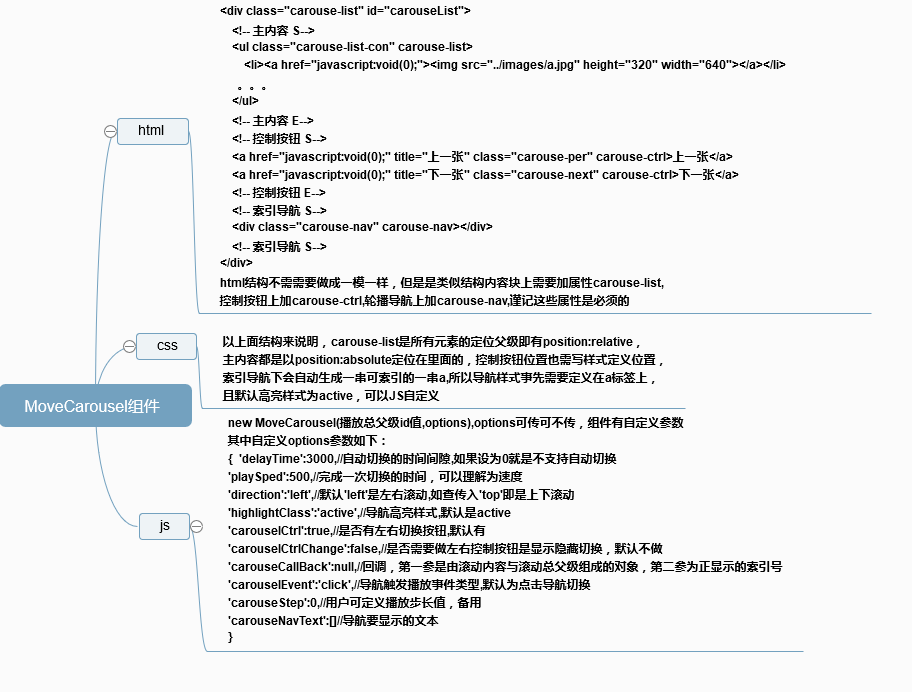 <div class="carouse-list" id="carouseList">
<!-- 主内容 S-->
<ul class="carouse-list-con" carouse-list>
<li><a href="javascript:void(0);"><img src="../images/a.jpg" height="320" width="640"></a></li>
。。。
</ul>
<!-- 主内容 E-->
<!-- 控制按钮 S-->
<a href="javascript:void(0);" title="上一张" class="carouse-per" carouse-ctrl>上一张</a>
<a href="javascript:void(0);" title="下一张" class="carouse-next" carouse-ctrl>下一张</a>
<!-- 控制按钮 E-->
<!-- 索引导航 S-->
<div class="carouse-nav" carouse-nav></div>
<!-- 索引导航 S-->
</div>
html结构不需需要做成一模一样，但是是类似结构内容块上需要加属性carouse-list,
控制按钮上加carouse-ctrl,轮播导航上加carouse-nav,谨记这些属性是必须的
html
以上面结构来说明，carouse-list是所有元素的定位父级即有position:relative，
主内容都是以position:absolute定位在里面的，控制按钮位置也需写样式定义位置，
索引导航下会自动生成一串可索引的一串a,所以导航样式事先需要定义在a标签上，
且默认高亮样式为active，可以JS自定义
css
MoveCarousel组件
new MoveCarousel(播放总父级id值,options),options可传可不传，组件有自定义参数
其中自定义options参数如下：
{ 'delayTime':3000,//自动切换的时间间隙,如果设为0就是不支持自动切换
'playSped':500,//完成一次切换的时间，可以理解为速度
'direction':'left',//默认'left'是左右滚动,如查传入'top'即是上下滚动
'highlightClass':'active',//导航高亮样式,默认是active
'carouselCtrl':true,//是否有左右切换按钮,默认有
'carouselCtrlChange':false,//是否需要做左右控制按钮是显示隐藏切换，默认不做
'carouseCallBack':null,//回调，第一参是由滚动内容与滚动总父级组成的对象，第二参为正显示的索引号
'carouselEvent':'click',//导航触发播放事件类型,默认为点击导航切换
'carouseStep':0,//用户可定义播放步长值，备用
'carouseNavText':[]//导航要显示的文本
}
js